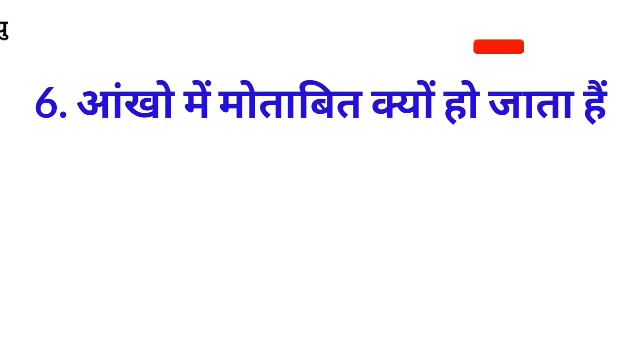 6. आंखो में मोताबित क्यों हो जाता हैं